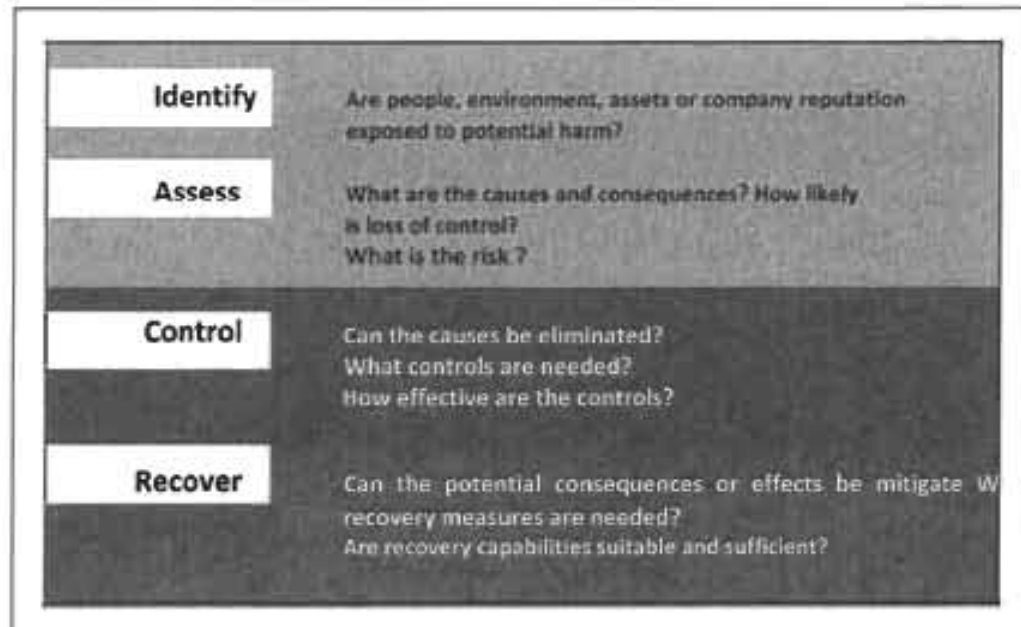 Identify
Are people, environment, assets or company reputation
exposed to potential harm?
Assess
What are the causes and consequences? How likely
is loss of control?
What is the risk ?
Control
Can the causes be eliminated?
What controls are needed?
How effective are the controls?
Recover
Can the potential consequences or effects be mitigate W
recovery measures are needed?
Are recovery capabilities suitable and sufficient?